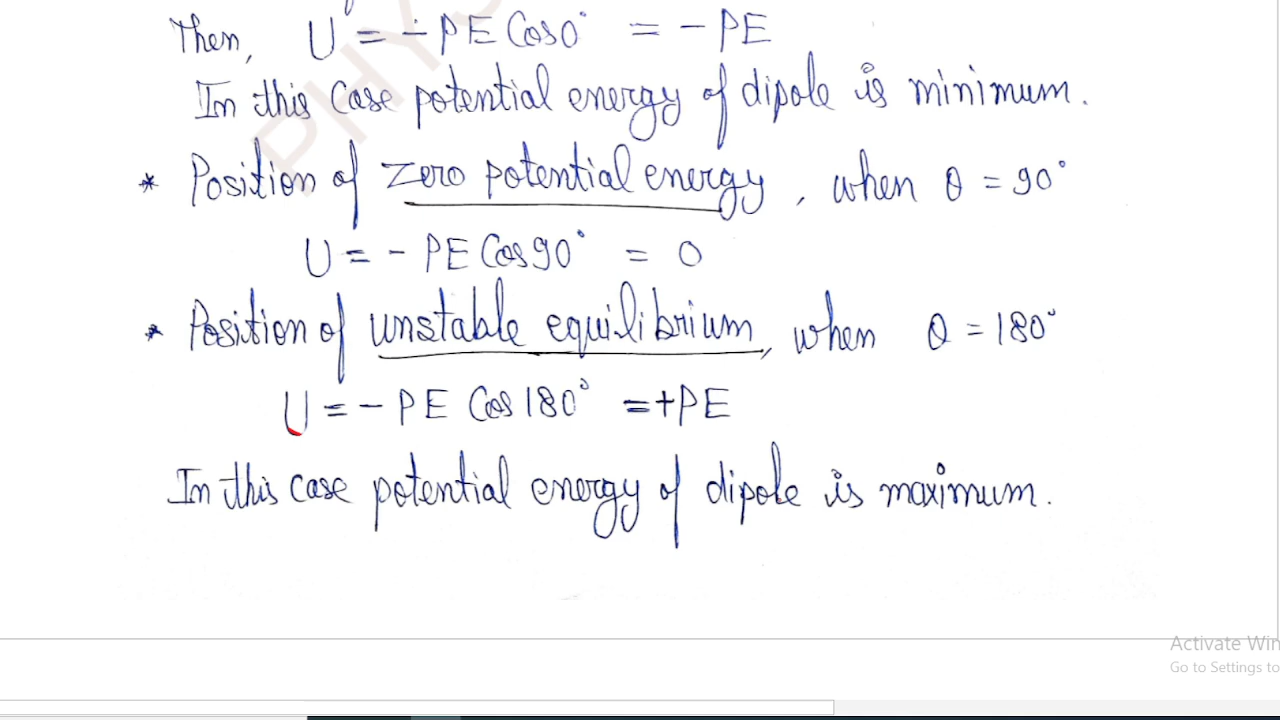 Then, U = - PE Cos0° = - PE
In this Case potential energy of dipole is minimum.
* Position of Zero potential energy, when θ = 90°
U = - PE Cos90° = 0
* Position of unstable equilibrium, when θ = 180°
U = - PE Cos 180° = +PE
In this case potential energy of dipole is maximum.
Activate Win
Go to Settings to